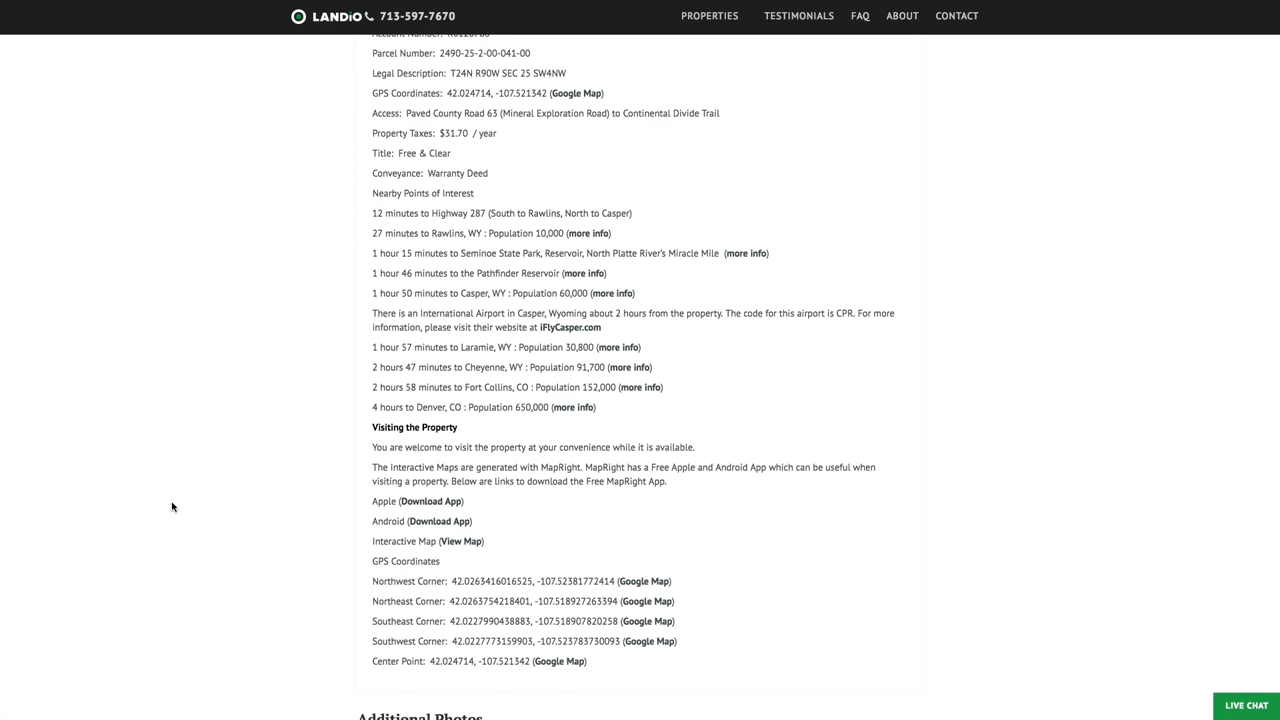 LANDiO 713-597-7670 PROPERTIES TESTIMONIALS FAQ ABOUT CONTACT
Account Number:
Parcel Number: 2490-25-2-00-041-00
Legal Description: T24N R90W SEC 25 SW4NW
GPS Coordinates: 42.024714, -107.521342 (Google Map)
Access: Paved County Road 63 (Mineral Exploration Road) to Continental Divide Trail
Property Taxes: $31.70 / year
Title: Free & Clear
Conveyance: Warranty Deed
Nearby Points of Interest
12 minutes to Highway 287 (South to Rawlins, North to Casper)
27 minutes to Rawlins, WY : Population 10,000 (more info)
1 hour 15 minutes to Seminoe State Park, Reservoir, North Platte River's Miracle Mile (more info)
1 hour 46 minutes to the Pathfinder Reservoir (more info)
1 hour 50 minutes to Casper, WY : Population 60,000 (more info)
There is an International Airport in Casper, Wyoming about 2 hours from the property. The code for this airport is CPR. For more
information, please visit their website at iFlyCasper.com
1 hour 57 minutes to Laramie, WY : Population 30,800 (more info)
2 hours 47 minutes to Cheyenne, WY : Population 91,700 (more info)
2 hours 58 minutes to Fort Collins, CO : Population 152,000 (more info)
4 hours to Denver, CO : Population 650,000 (more info)
Visiting the Property
You are welcome to visit the property at your convenience while it is available.
The Interactive Maps are generated with MapRight. MapRight has a Free Apple and Android App which can be useful when
visiting a property. Below are links to download the Free MapRight App.
Apple (Download App)
Android (Download App)
Interactive Map (View Map)
GPS Coordinates
Northwest Corner: 42.0263416016525, -107.52381772414 (Google Map)
Northeast Corner: 42.0263754218401, -107.518927263394 (Google Map)
Southeast Corner: 42.0227990438883, -107.518907820258 (Google Map)
Southwest Corner: 42.0227773159903, -107.523783730093 (Google Map)
Center Point: 42.024714, -107.521342 (Google Map)
LIVE CHAT
Additional Photos